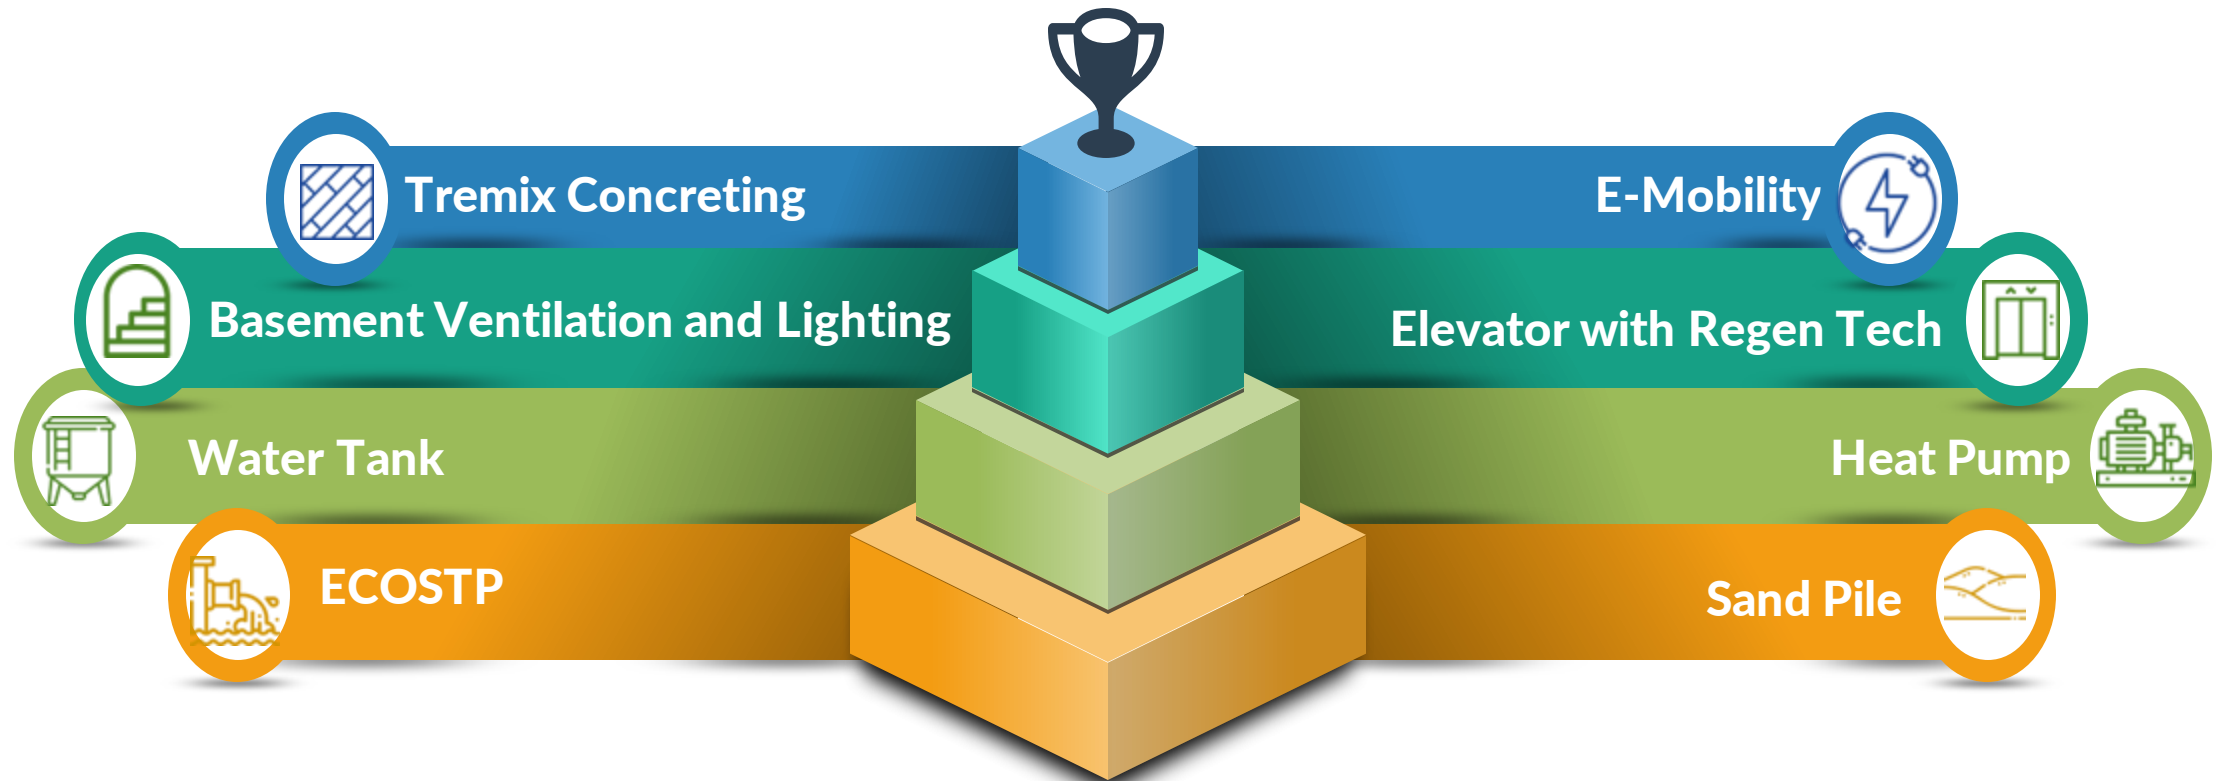 Tremix Concreting
E-Mobility
Basement Ventilation and Lighting
Elevator with Regen Tech
Water Tank
Heat Pump
ECOSTP
Sand Pile